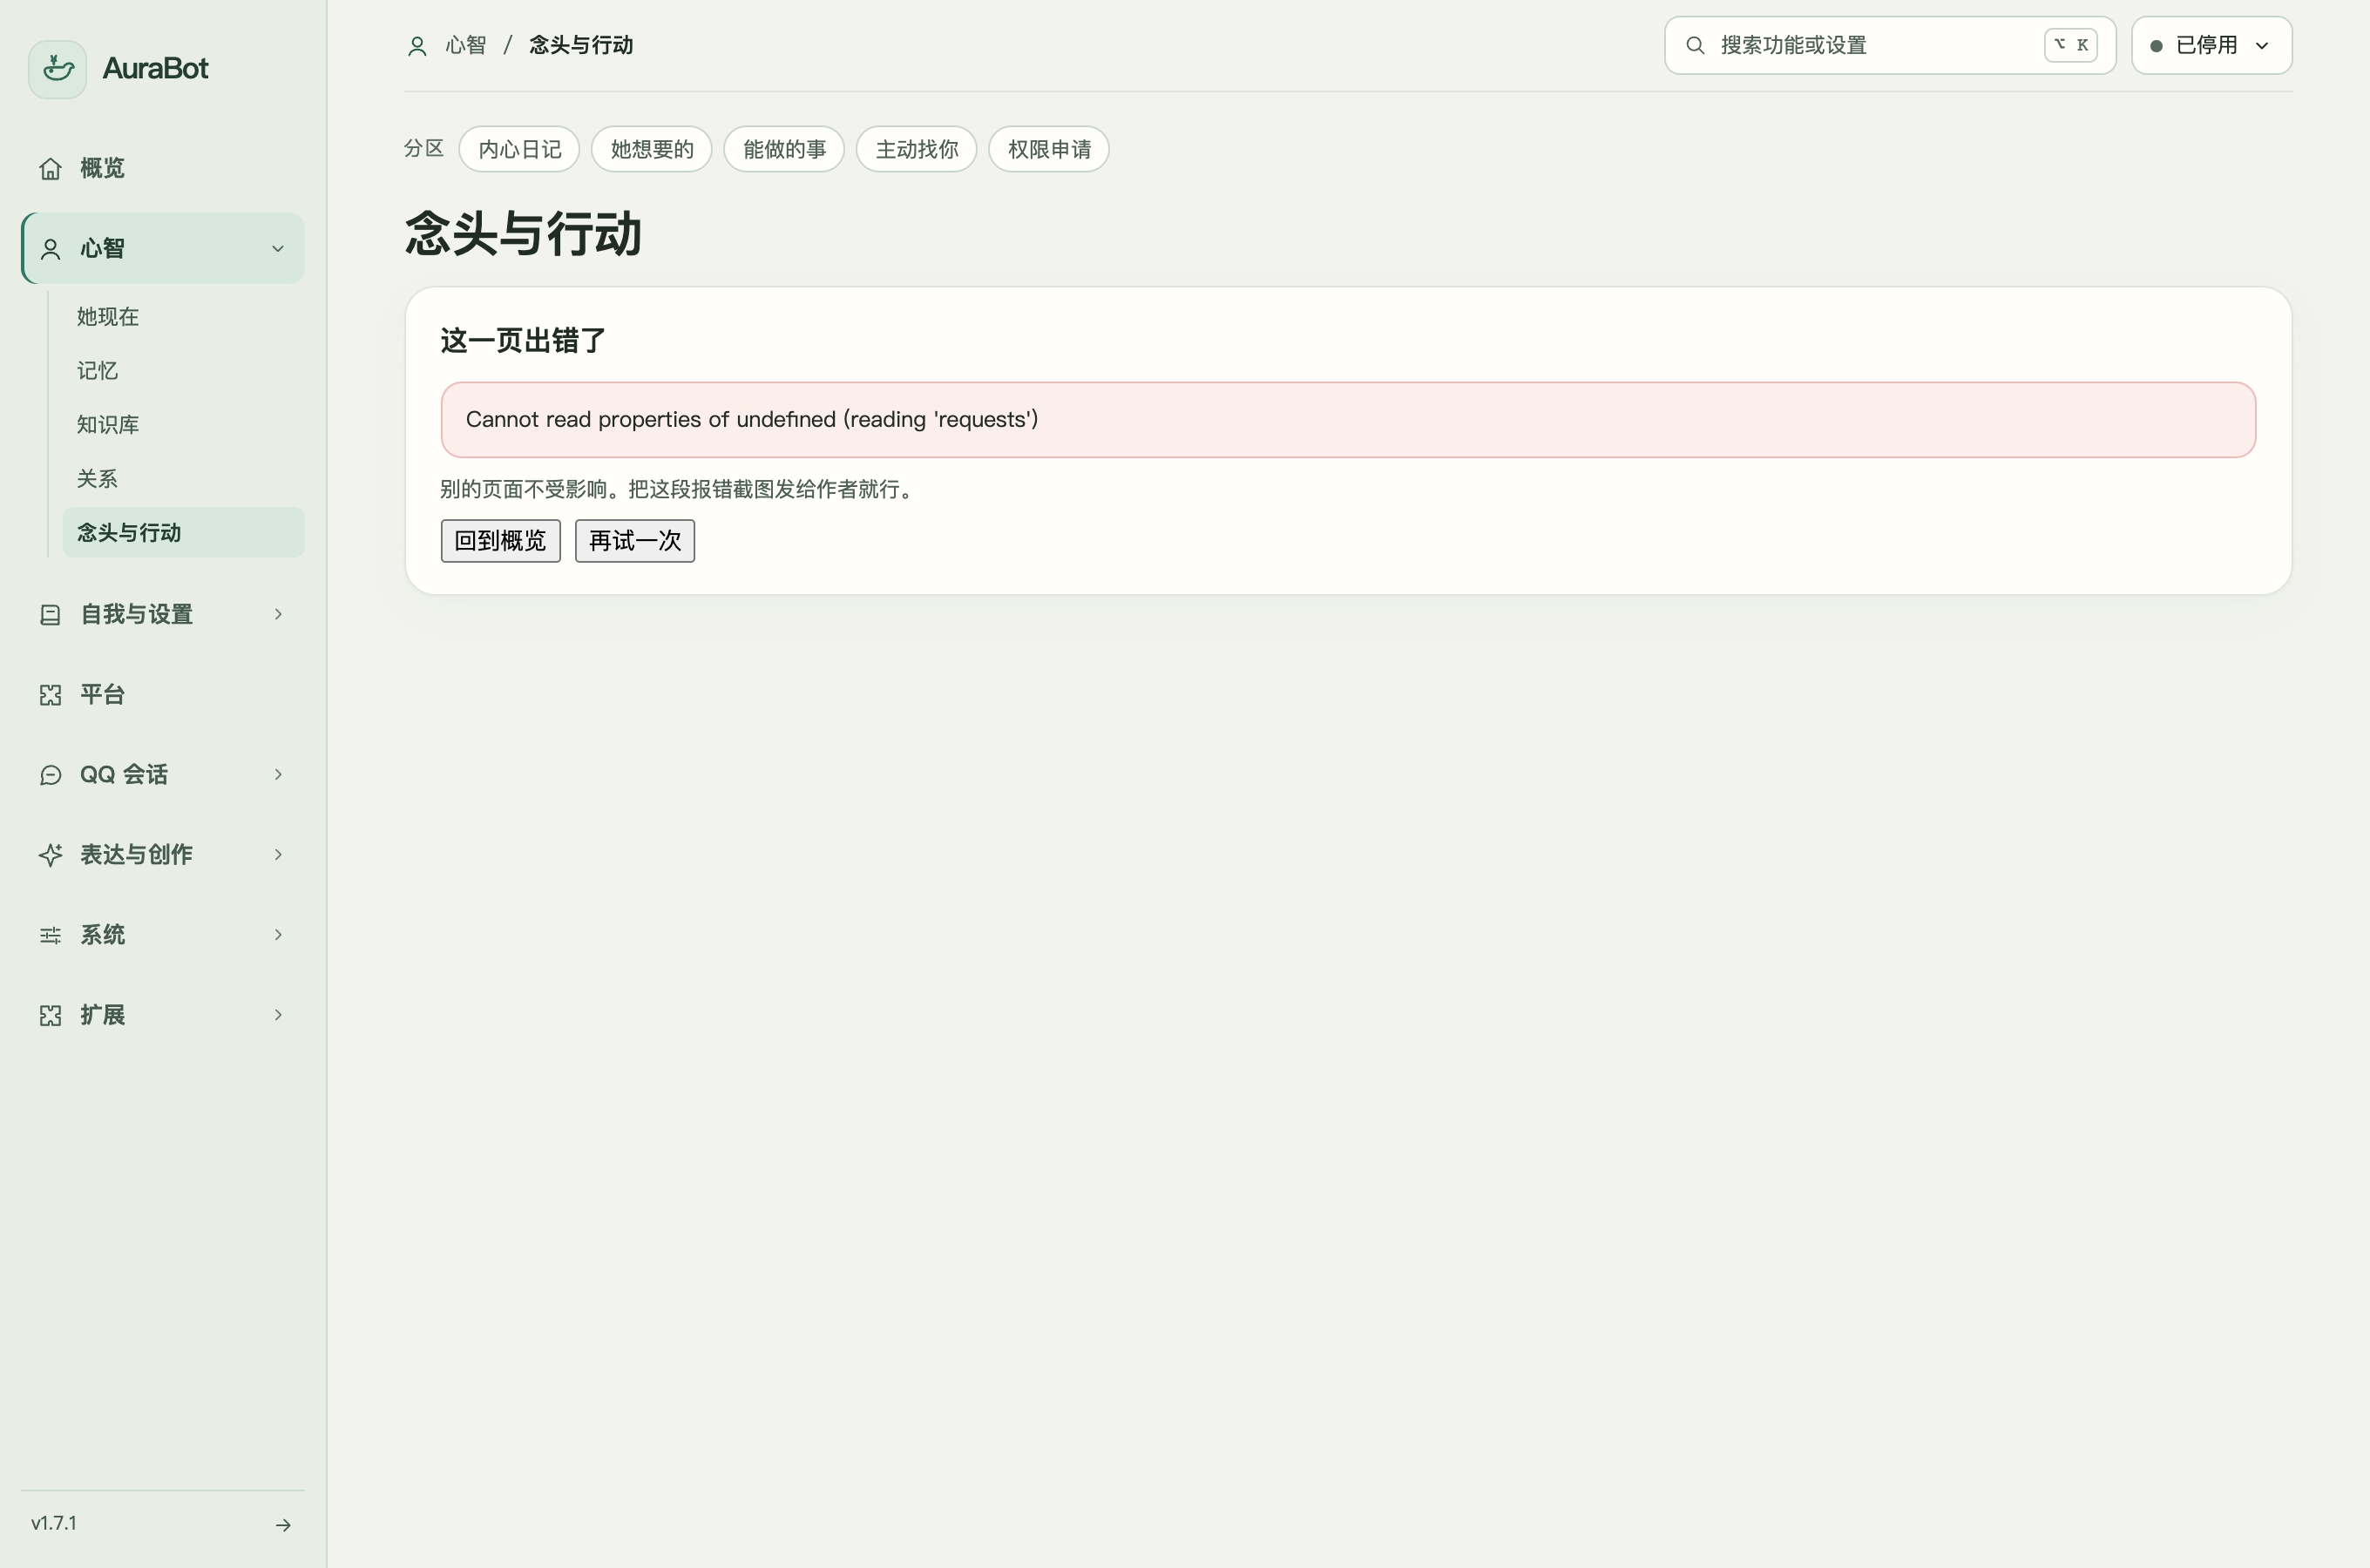 AuraBot
概览
心智
她现在
记忆
知识库
关系
念头与行动
自我与设置
平台
QQ 会话
表达与创作
系统
扩展
v1.7.1
心智 / 念头与行动
搜索功能或设置 ⌥ K
已停用
分区 内心日记 她想要的 能做的事 主动找你 权限申请
念头与行动
这一页出错了
Cannot read properties of undefined (reading 'requests')
别的页面不受影响。把这段报错截图发给作者就行。
回到概览 再试一次